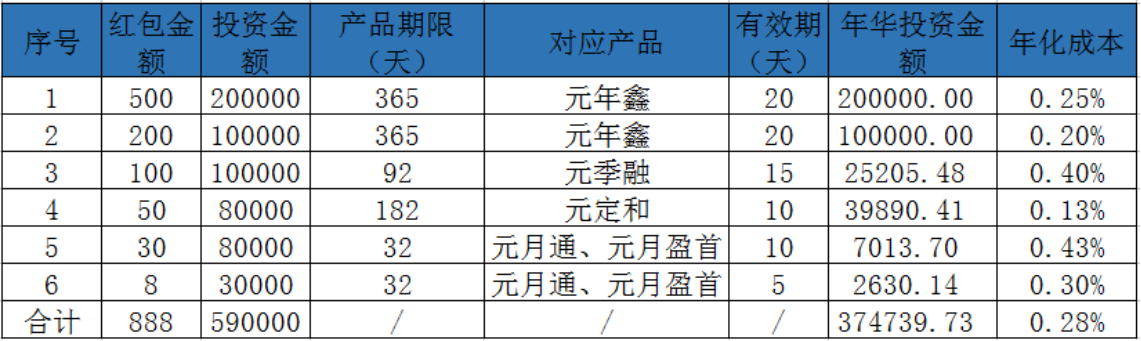 序号 红包金额 投资金额 产品期限（天） 对应产品 有效期（天） 年华投资金额 年化成本
1 500 200000 365 元年鑫 20 200000.00 0.25%
2 200 100000 365 元年鑫 20 100000.00 0.20%
3 100 100000 92 元季融 15 25205.48 0.40%
4 50 80000 182 元定和 10 39890.41 0.13%
5 30 80000 32 元月通、元月盈首 10 7013.70 0.43%
6 8 30000 32 元月通、元月盈首 5 2630.14 0.30%
合计 888 590000 / / / 374739.73 0.28%